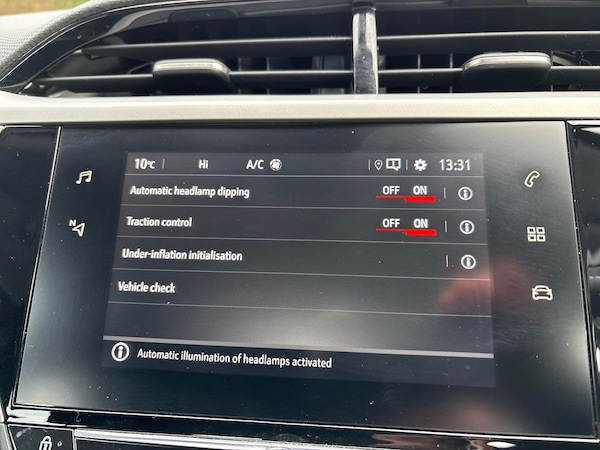 10°C Hi A/C 13:31
Automatic headlamp dipping OFF ON
Traction control OFF ON
Under-inflation initialisation
Vehicle check
Automatic illumination of headlamps activated
N